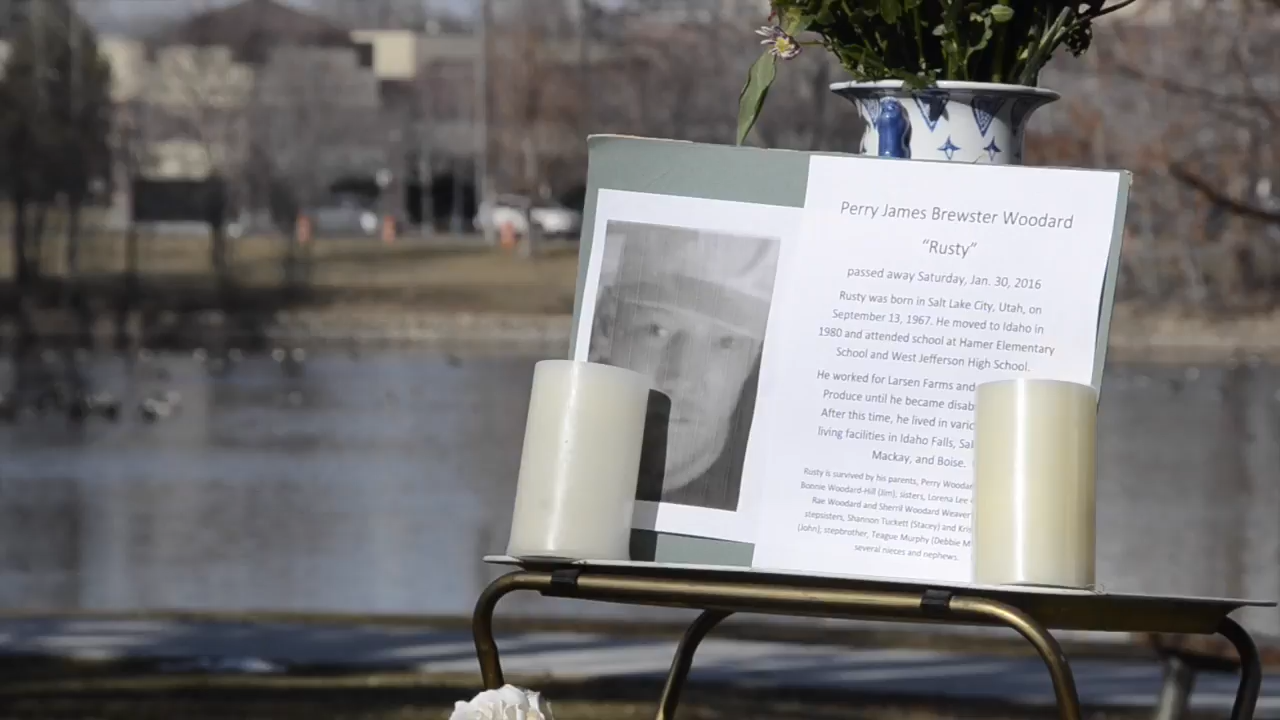 Perry James Brewster Woodard
“Rusty”
passed away Saturday, Jan. 30, 2016
Rusty was born in Salt Lake City, Utah, on
September 13, 1967. He moved to Idaho in
1980 and attended school at Hamer Elementary
School and West Jefferson High School.
He worked for Larsen Farms and
Produce until he became disab
After this time, he lived in vario
living facilities in Idaho Falls, Sal
Mackay, and Boise.
Rusty is survived by his parents, Perry Woodar
Bonnie Woodard-Hill (Jim); sisters, Lorena Lee
Rae Woodard and Sherril Woodard Weaver
stepsisters, Shannon Tuckett (Stacey) and Kris
(John); stepbrother, Teague Murphy (Debbie M
several nieces and nephews.